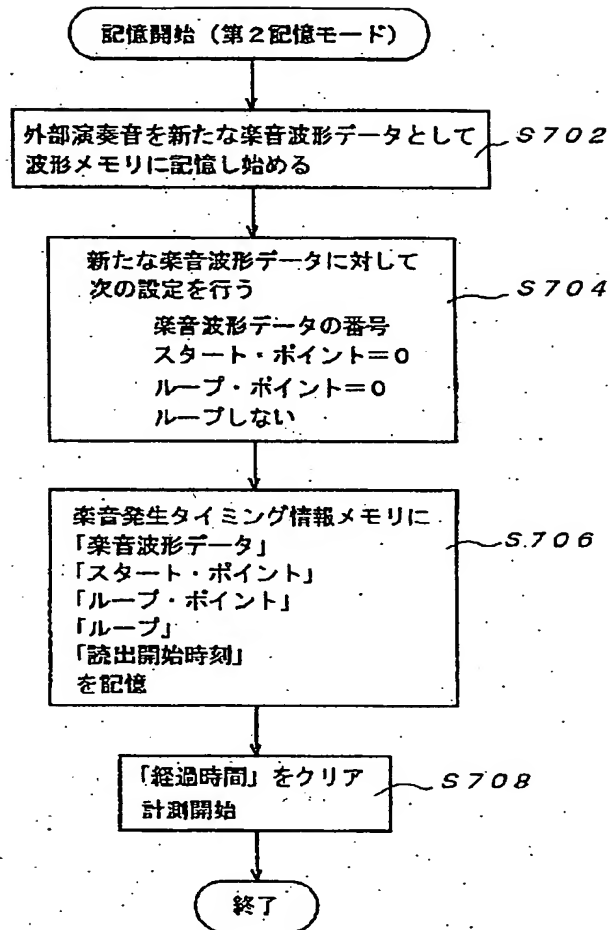 記憶開始（第2記憶モード）
外部演奏音を新たな楽音波形データとして
波形メモリに記憶し始める
S702
新たな楽音波形データに対して
次の設定を行う
楽音波形データの番号
スタート・ポイント＝0
ループ・ポイント＝0
ループしない
S704
楽音発生タイミング情報メモリに
「楽音波形データ」
「スタート・ポイント」
「ループ・ポイント」
「ループ」
「読出開始時刻」
を記憶
S706
「経過時間」をクリア
計測開始
S708
終了